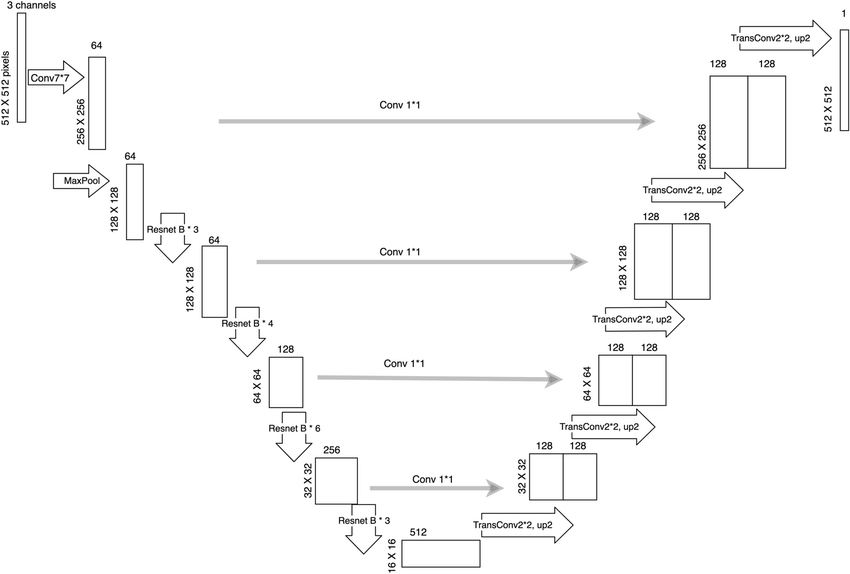 3 channels
1
TransConv2*2, up2
64
512 X 512 pixels
Conv7*7
256 X 256
128 128
512 X 512
Conv 1*1
256 X 256
64
MaxPool
128 X 128
TransConv2*2, up2
Resnet B * 3
128 128
64
Conv 1*1
128 X 128
128 X 128
Resnet B * 4
TransConv2*2, up2
128
128 128
Conv 1*1
64 X 64
64 X 64
Resnet B * 6
TransConv2*2, up2
256
128 128
32 X 32
Conv 1*1
32 X 32
Resnet B * 3
TransConv2*2, up2
512
16 X 16